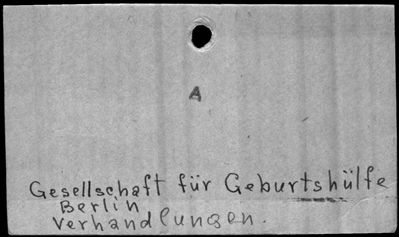 A
Gesellschaft für Geburtshülfe
Berlin
Verhandlungen.